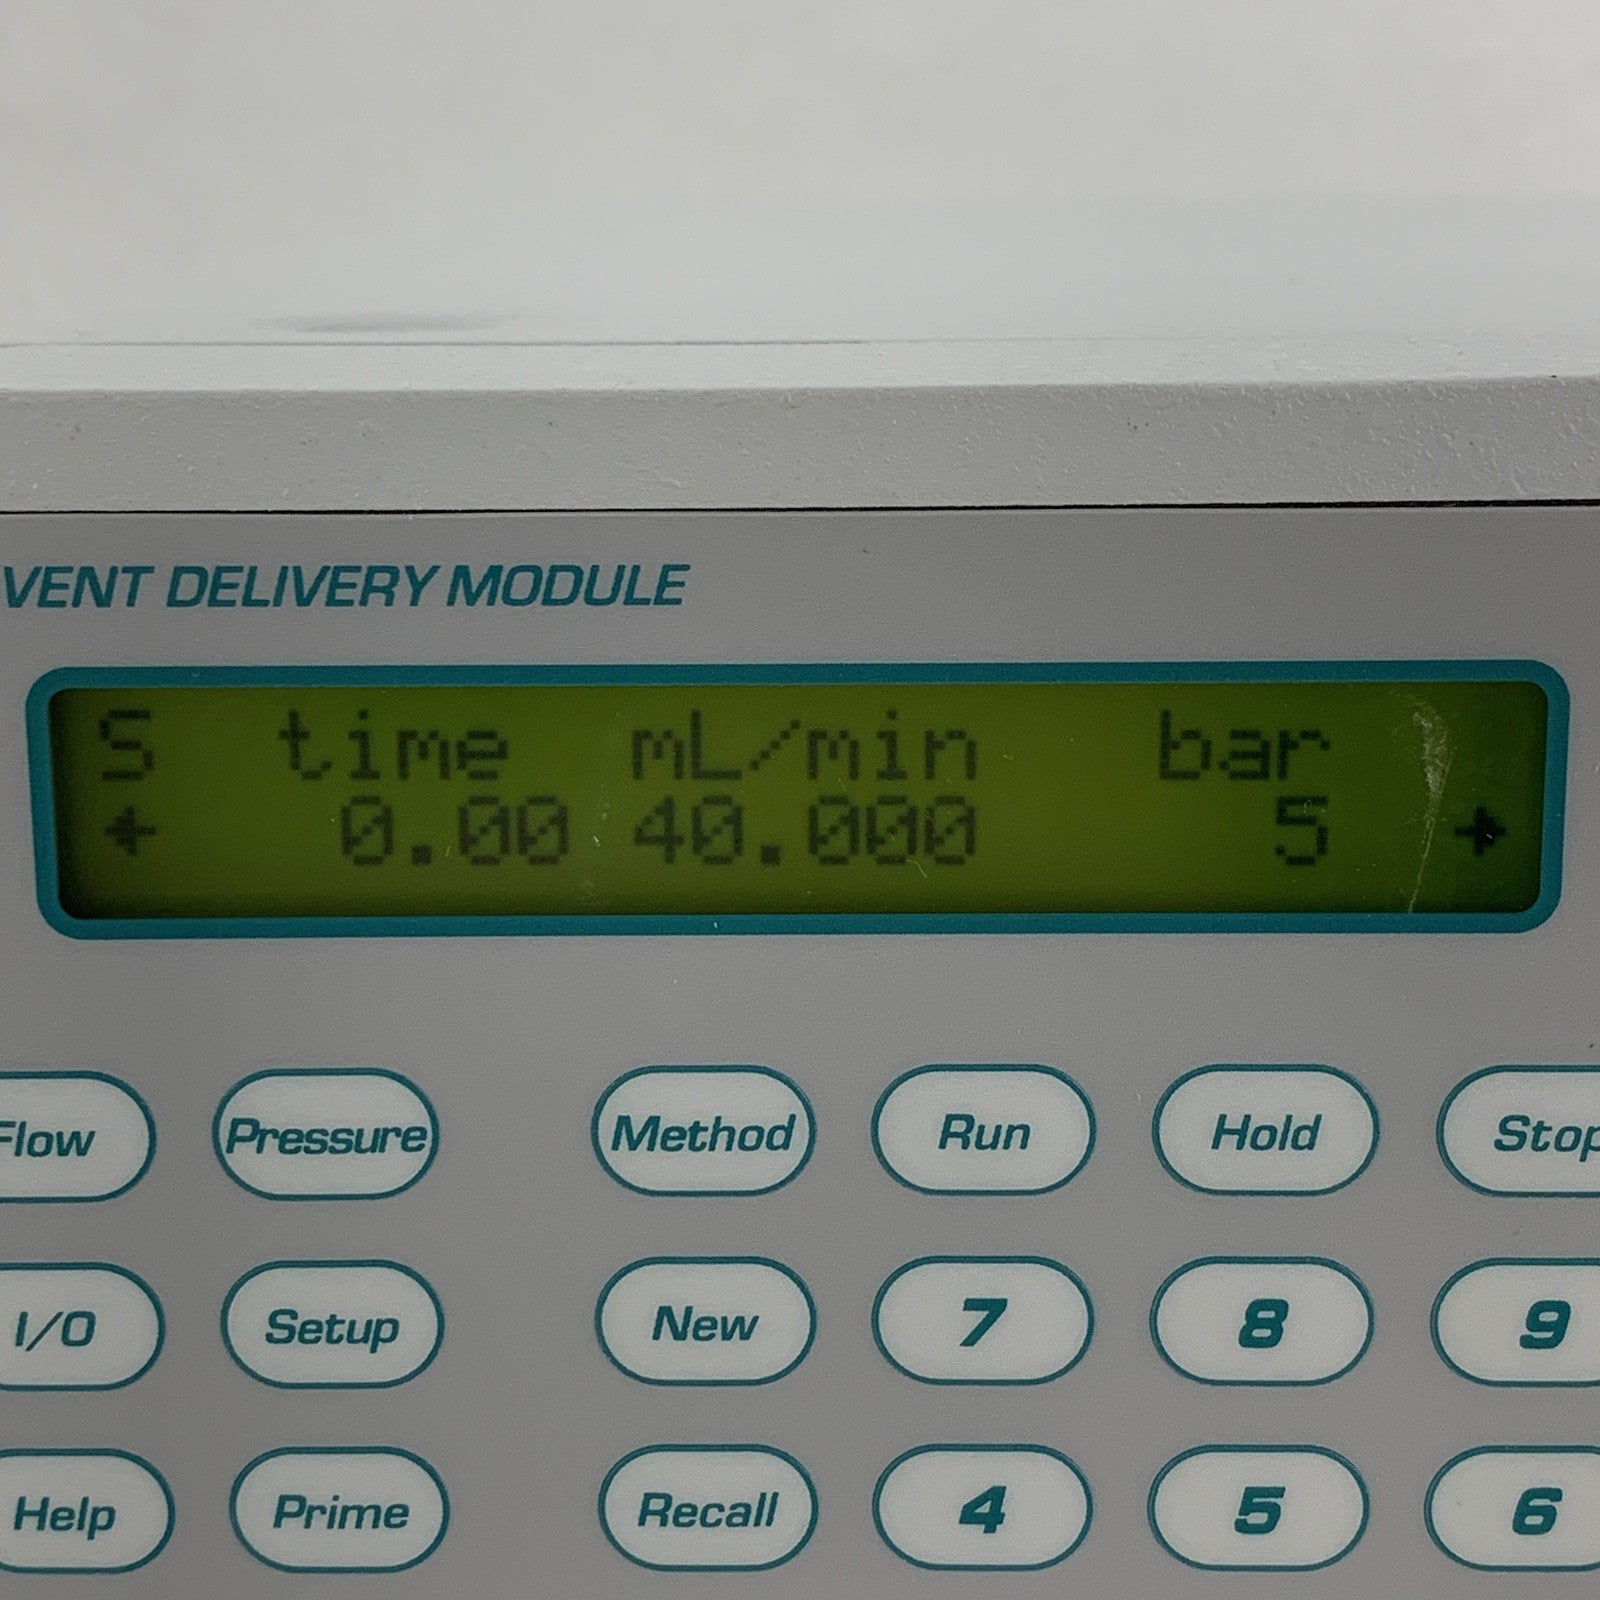 VENT DELIVERY MODULE
S time mL/min bar
← 0.00 40.000 5 →
Flow Pressure Method Run Hold Stop
I/O Setup New 7 8 9
Help Prime Recall 4 5 6